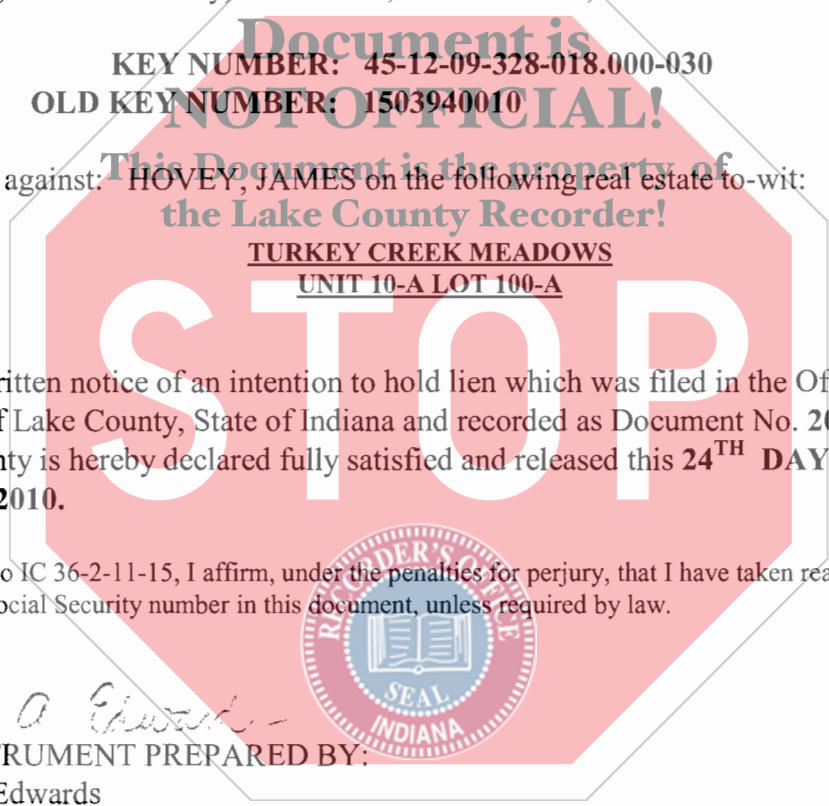 Document is
KEY NUMBER: 45-12-09-328-018.000-030
OLD KEY NUMBER: 1503940010
NOT OFFICIAL!
This Document is the property of
against: HOVEY, JAMES on the following real estate to-wit:
the Lake County Recorder!
TURKEY CREEK MEADOWS
UNIT 10-A LOT 100-A
STOP
ritten notice of an intention to hold lien which was filed in the Of
f Lake County, State of Indiana and recorded as Document No. 20
nty is hereby declared fully satisfied and released this 24TH DAY
2010.
o IC 36-2-11-15, I affirm, under the penalties for perjury, that I have taken rea
ocial Security number in this document, unless required by law.
RECORDER'S OFFICE
SEAL
INDIANA
a Edwards
TRUMENT PREPARED BY:
Edwards